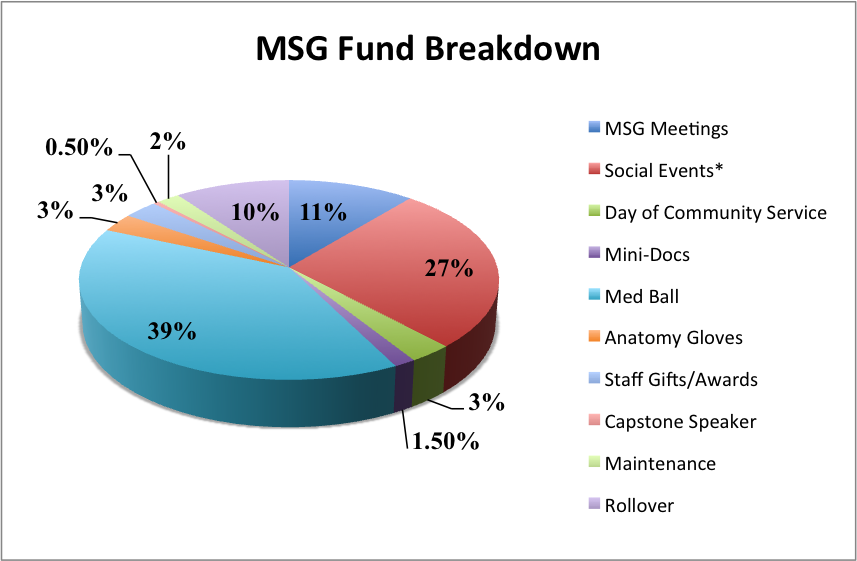 MSG Fund Breakdown
2%
0.50%
3%
3%
10%
11%
27%
39%
3%
1.50%
MSG Meetings
Social Events*
Day of Community Service
Mini-Docs
Med Ball
Anatomy Gloves
Staff Gifts/Awards
Capstone Speaker
Maintenance
Rollover